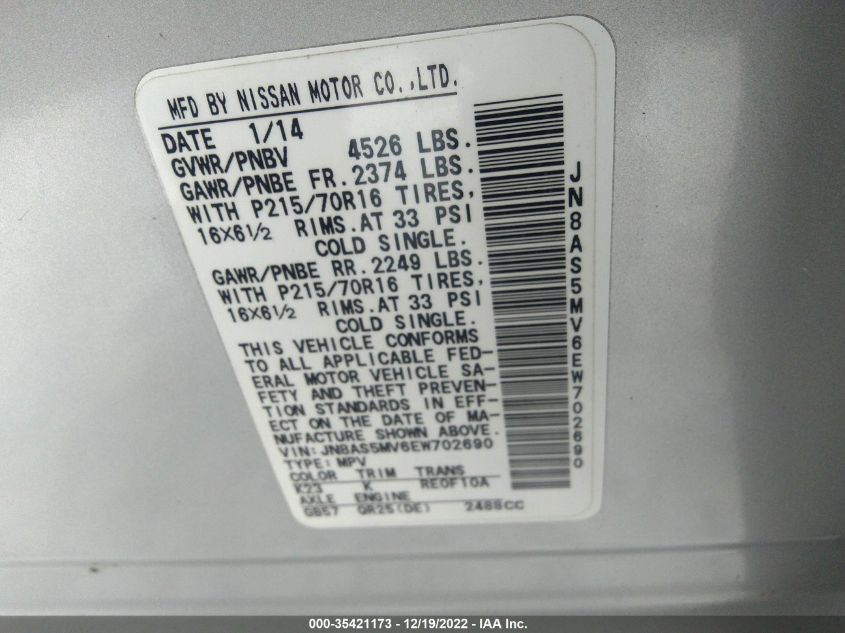 MFD BY NISSAN MOTOR CO.,LTD.
DATE 1/14
GVWR/PNBV 4526 LBS.
GAWR/PNBE FR. 2374 LBS.
WITH P215/70R16 TIRES,
16X6½ RIMS. AT 33 PSI
COLD SINGLE.
GAWR/PNBE RR. 2249 LBS.
WITH P215/70R16 TIRES,
16X6½ RIMS. AT 33 PSI
COLD SINGLE.
THIS VEHICLE CONFORMS
TO ALL APPLICABLE FED-
ERAL MOTOR VEHICLE SA-
FETY AND THEFT PREVEN-
TION STANDARDS IN EFF-
ECT ON THE DATE OF MA-
NUFACTURE SHOWN ABOVE.
VIN: JN8AS5MV6EW702690
TYPE: MPV
COLOR TRIM TRANS
K23 K RE0F10A
AXLE ENGINE
GB57 QR25(DE) 2488CC
JN8AS5MV6EW702690
000-35421173 - 12/19/2022 - IAA Inc.